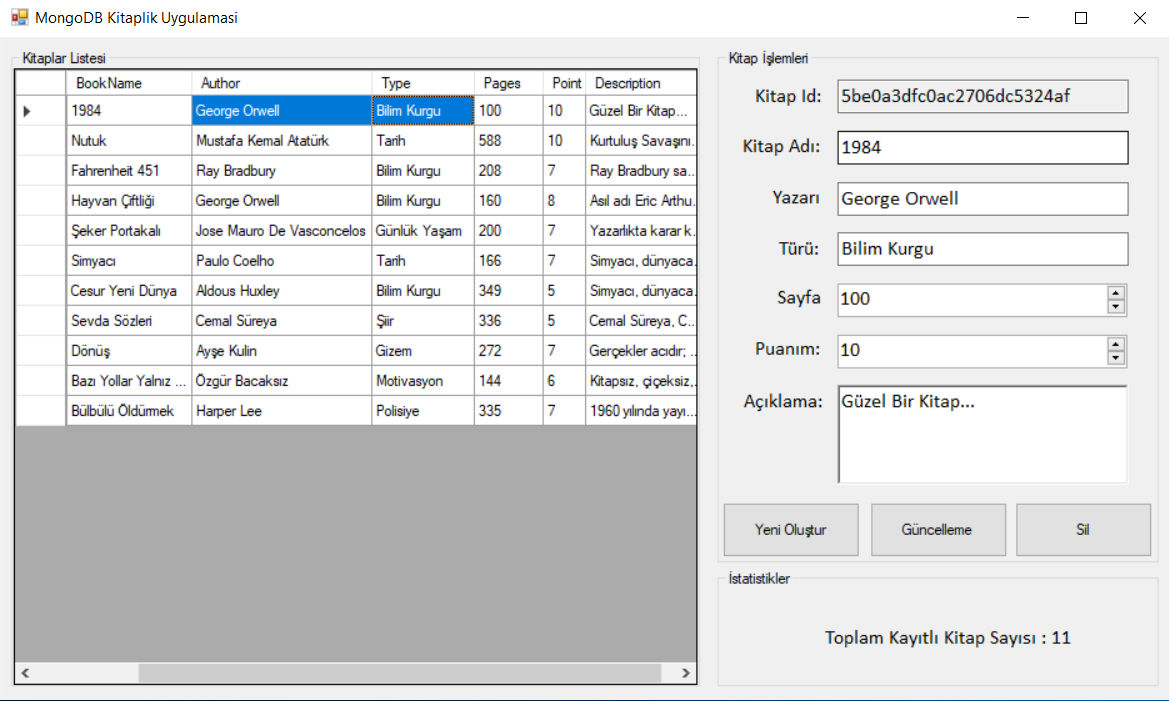 MongoDB Kitaplik Uygulamasi
Kitaplar Listesi
BookName Author Type Pages Point Description
1984 George Orwell Bilim Kurgu 100 10 Güzel Bir Kitap...
Nutuk Mustafa Kemal Atatürk Tarih 588 10 Kurtuluş Savaşını.
Fahrenheit 451 Ray Bradbury Bilim Kurgu 208 7 Ray Bradbury sa..
Hayvan Çiftliği George Orwell Bilim Kurgu 160 8 Asıl adı Eric Arthu.
Şeker Portakalı Jose Mauro De Vasconcelos Günlük Yaşam 200 7 Yazarlıkta karar k.
Simyacı Paulo Coelho Tarih 166 7 Simyacı, dünyaca.
Cesur Yeni Dünya Aldous Huxley Bilim Kurgu 349 5 Simyacı, dünyaca.
Sevda Sözleri Cemal Süreya Şiir 336 5 Cemal Süreya, C..
Dönüş Ayşe Kulin Gizem 272 7 Gerçekler acıdır; ..
Bazı Yollar Yalnız ... Özgür Bacaksız Motivasyon 144 6 Kitapsız, çiçeksiz,.
Bülbülü Öldürmek Harper Lee Polisiye 335 7 1960 yılında yayı...
Kitap İşlemleri
Kitap Id: 5be0a3dfc0ac2706dc5324af
Kitap Adı: 1984
Yazarı George Orwell
Türü: Bilim Kurgu
Sayfa 100
Puanım: 10
Açıklama: Güzel Bir Kitap...
Yeni Oluştur Güncelleme Sil
İstatistikler
Toplam Kayıtlı Kitap Sayısı : 11